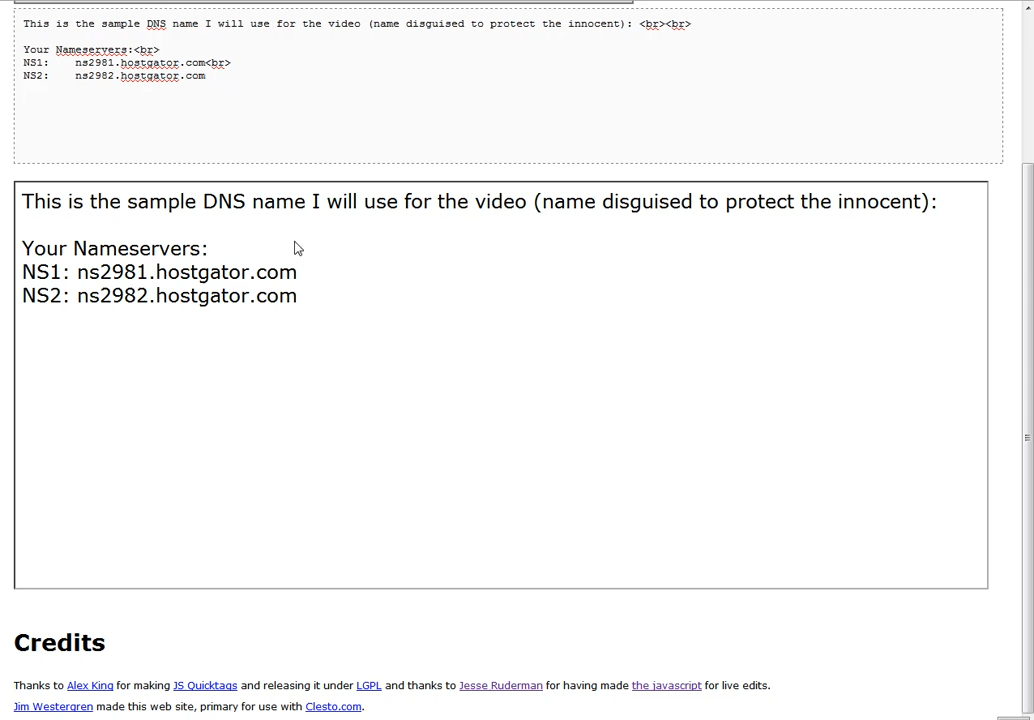 This is the sample DNS name I will use for the video (name disguised to protect the innocent): <br><br>
Your Nameservers:<br>
NS1: ns2981.hostgator.com<br>
NS2: ns2982.hostgator.com
This is the sample DNS name I will use for the video (name disguised to protect the innocent):
Your Nameservers:
NS1: ns2981.hostgator.com
NS2: ns2982.hostgator.com
Credits
Thanks to Alex King for making JS Quicktags and releasing it under LGPL and thanks to Jesse Ruderman for having made the javascript for live edits.
Jim Westergren made this web site, primary for use with Clesto.com.